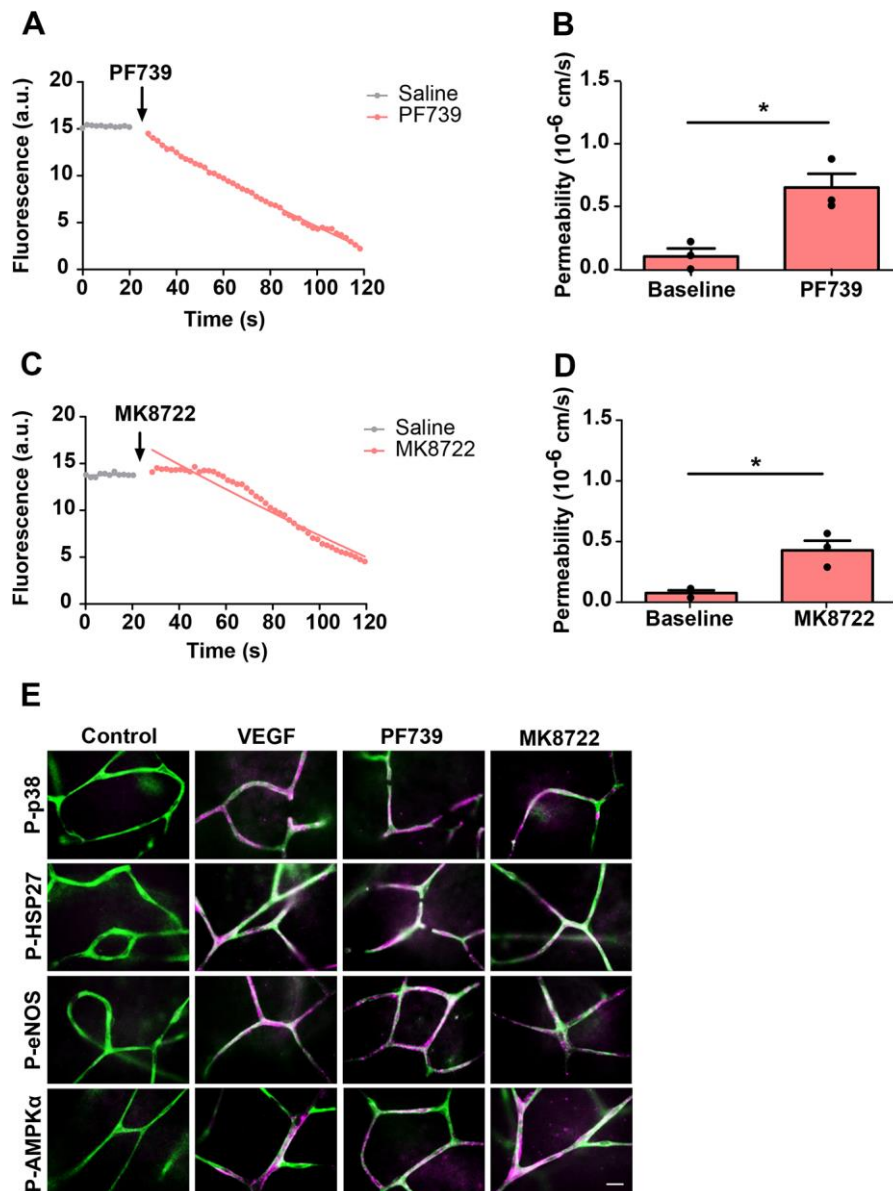 A
Fluorescence (a.u.)
20
15
10
5
0
PF739
Saline
PF739
0 20 40 60 80 100 120
Time (s)
B
Permeability (10⁻⁶ cm/s)
1.5
1.0
0.5
0.0
*
Baseline PF739
C
Fluorescence (a.u.)
20
15
10
5
0
MK8722
Saline
MK8722
0 20 40 60 80 100 120
Time (s)
D
Permeability (10⁻⁶ cm/s)
1.5
1.0
0.5
0.0
*
Baseline MK8722
E
Control VEGF PF739 MK8722
P-p38
P-HSP27
P-eNOS
P-AMPKα